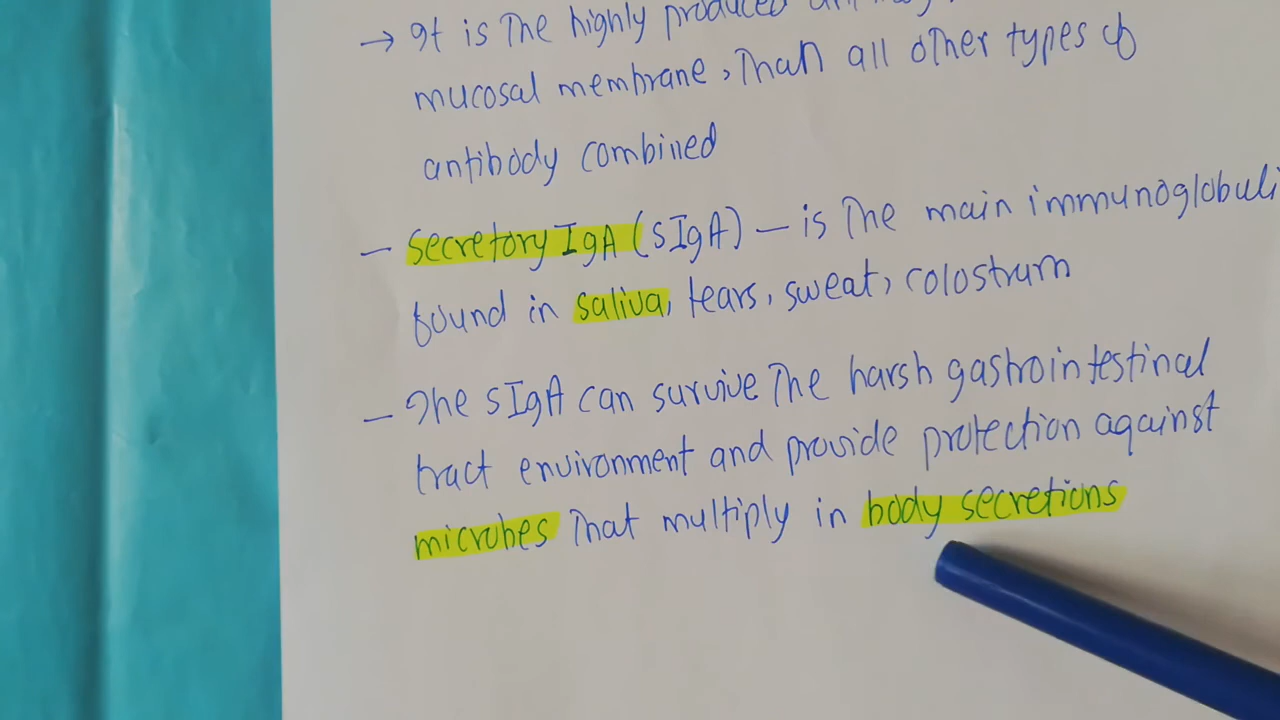 → It is The highly produced
mucosal membrane, Than all other types of
antibody combined
- Secretory IgA (sIgA) - is The main immunoglobuli
found in saliva, tears, sweat, colostrum
- The sIgA can survive The harsh gastrointestinal
tract environment and provide protection against
microbes That multiply in body secretions